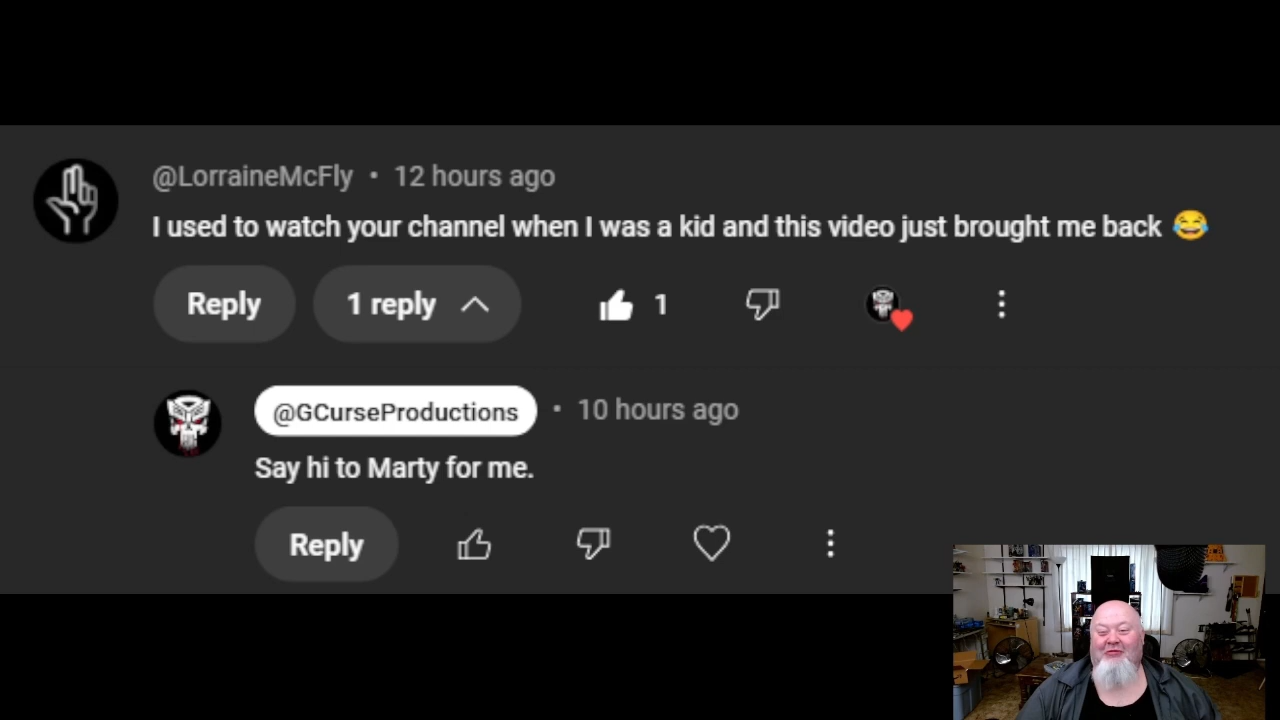 @LorraineMcFly • 12 hours ago
I used to watch your channel when I was a kid and this video just brought me back 😂
Reply 1 reply 1
@GCurseProductions • 10 hours ago
Say hi to Marty for me.
Reply